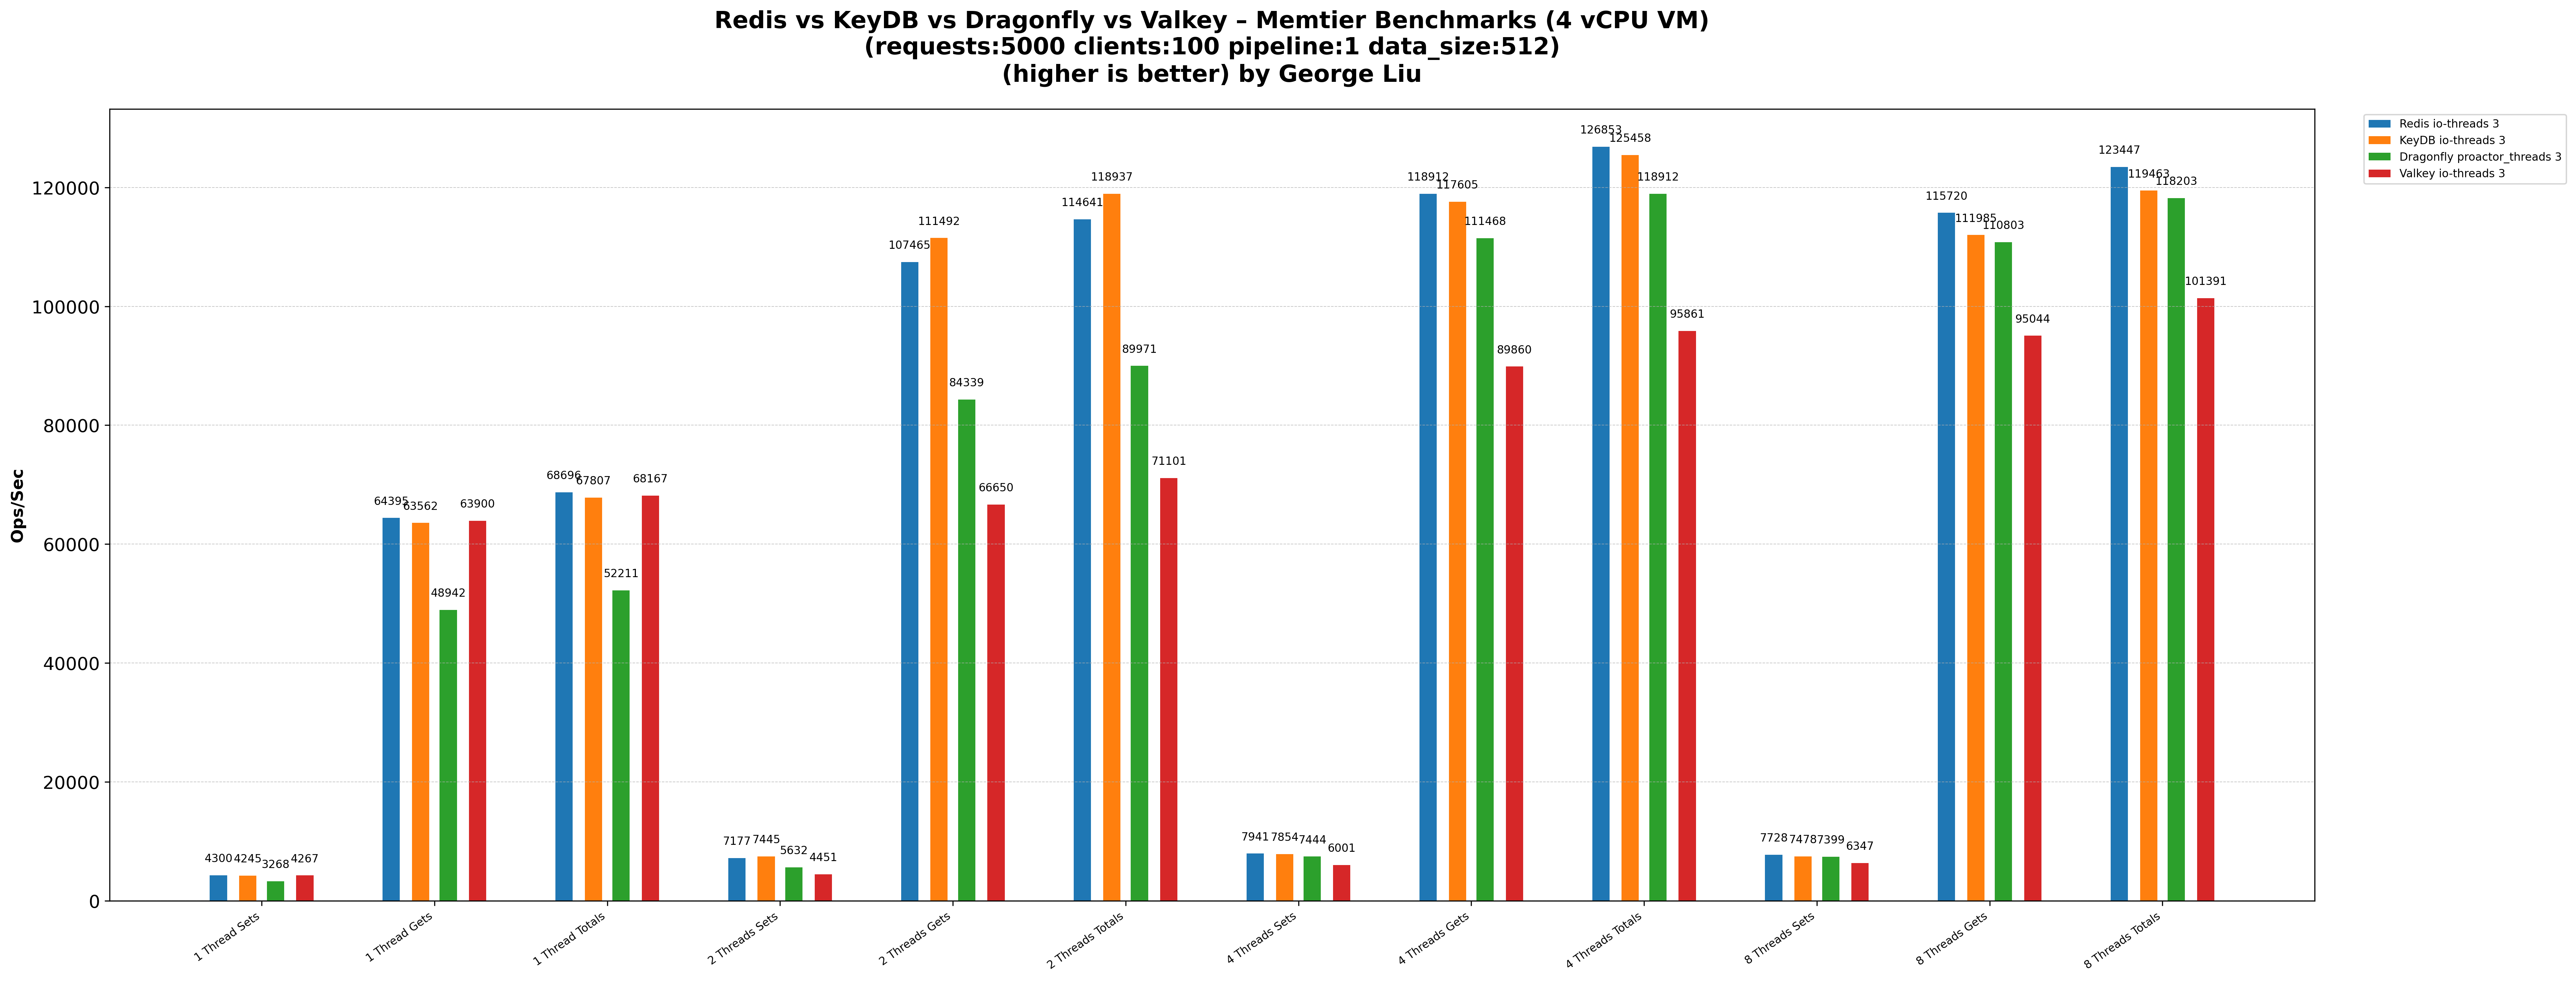 Redis vs KeyDB vs Dragonfly vs Valkey – Memtier Benchmarks (4 vCPU VM)
(requests:5000 clients:100 pipeline:1 data_size:512)
(higher is better) by George Liu
Redis io-threads 3
KeyDB io-threads 3
Dragonfly proactor_threads 3
Valkey io-threads 3
Ops/Sec
120000
100000
80000
60000
40000
20000
0
4300 4245 3268 4267
64395 63562 48942 63900
68696 67807 52211 68167
7177 7445 5632 4451
107465 111492 84339 66650
114641 118937 89971 71101
7941 7854 7444 6001
118912 117605 111468 89860
126853 125458 118912 95861
7728 7478 7399 6347
115720 111985 110803 95044
123447 119463 118203 101391
1 Thread Sets
1 Thread Gets
1 Thread Totals
2 Threads Sets
2 Threads Gets
2 Threads Totals
4 Threads Sets
4 Threads Gets
4 Threads Totals
8 Threads Sets
8 Threads Gets
8 Threads Totals